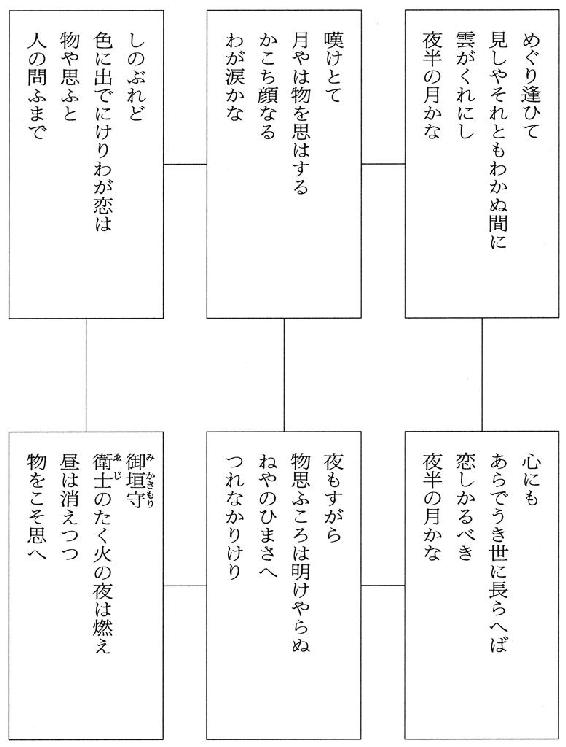 めぐり逢ひて
見しやそれともわかぬ間に
雲がくれにし
夜半の月かな
嘆けとて
月やは物を思はする
かこち顔なる
わが涙かな
しのぶれど
色に出でにけりわが恋は
物や思ふと
人の問ふまで
心にも
あらでうき世に長らへば
恋しかるべき
夜半の月かな
夜もすがら
物思ふころは明けやらぬ
ねやのひまさへ
つれなかりけり
御垣守
みかきもり
衛士のたく火の夜は燃え
ゑじ
昼は消えつつ
物をこそ思へ